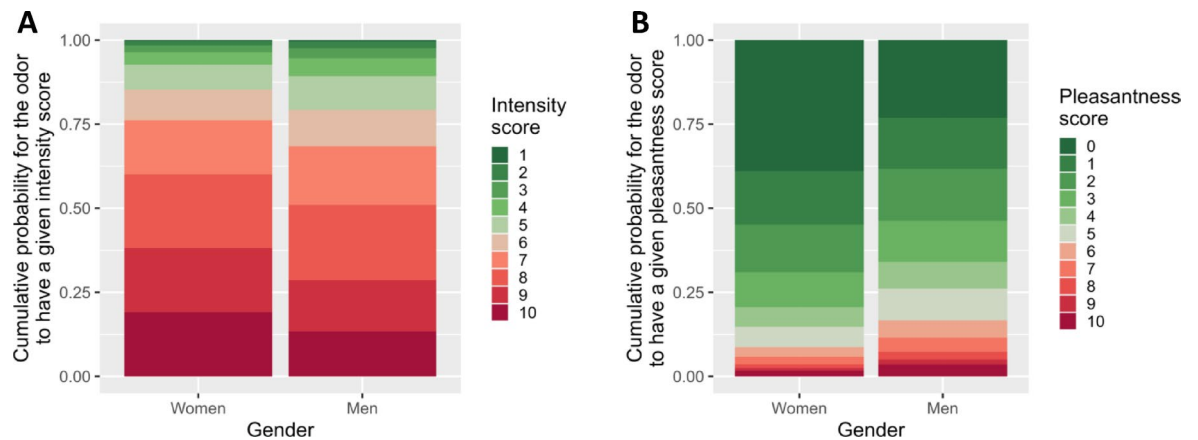 A
Cumulative probability for the odor
to have a given intensity score
1.00
0.75
0.50
0.25
0.00
Women
Men
Gender
Intensity
score
1
2
3
4
5
6
7
8
9
10
B
Cumulative probability for the odor
to have a given pleasantness score
1.00
0.75
0.50
0.25
0.00
Women
Men
Gender
Pleasantness
score
0
1
2
3
4
5
6
7
8
9
10